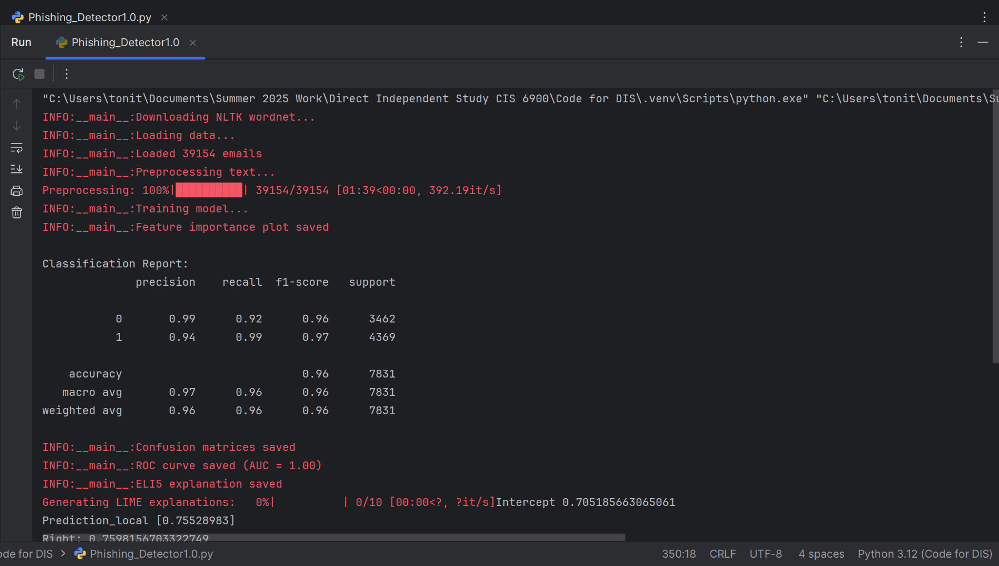 Phishing_Detector1.0.py
Run Phishing_Detector1.0
"C:\Users\tonit\Documents\Summer 2025 Work\Direct Independent Study CIS 6900\Code for DIS\.venv\Scripts\python.exe" "C:\Users\tonit\Documents\Su
INFO:__main__:Downloading NLTK wordnet...
INFO:__main__:Loading data...
INFO:__main__:Loaded 39154 emails
INFO:__main__:Preprocessing text...
Preprocessing: 100%|██████████| 39154/39154 [01:39<00:00, 392.19it/s]
INFO:__main__:Training model...
INFO:__main__:Feature importance plot saved
Classification Report:
precision recall f1-score support
0 0.99 0.92 0.96 3462
1 0.94 0.99 0.97 4369
accuracy 0.96 7831
macro avg 0.97 0.96 0.96 7831
weighted avg 0.96 0.96 0.96 7831
INFO:__main__:Confusion matrices saved
INFO:__main__:ROC curve saved (AUC = 1.00)
INFO:__main__:ELI5 explanation saved
Generating LIME explanations: 0%| | 0/10 [00:00<?, ?it/s]Intercept 0.705185663065061
Prediction_local [0.75528983]
Right: 0.7598156703322749
ode for DIS > Phishing_Detector1.0.py 350:18 CRLF UTF-8 4 spaces Python 3.12 (Code for DIS)